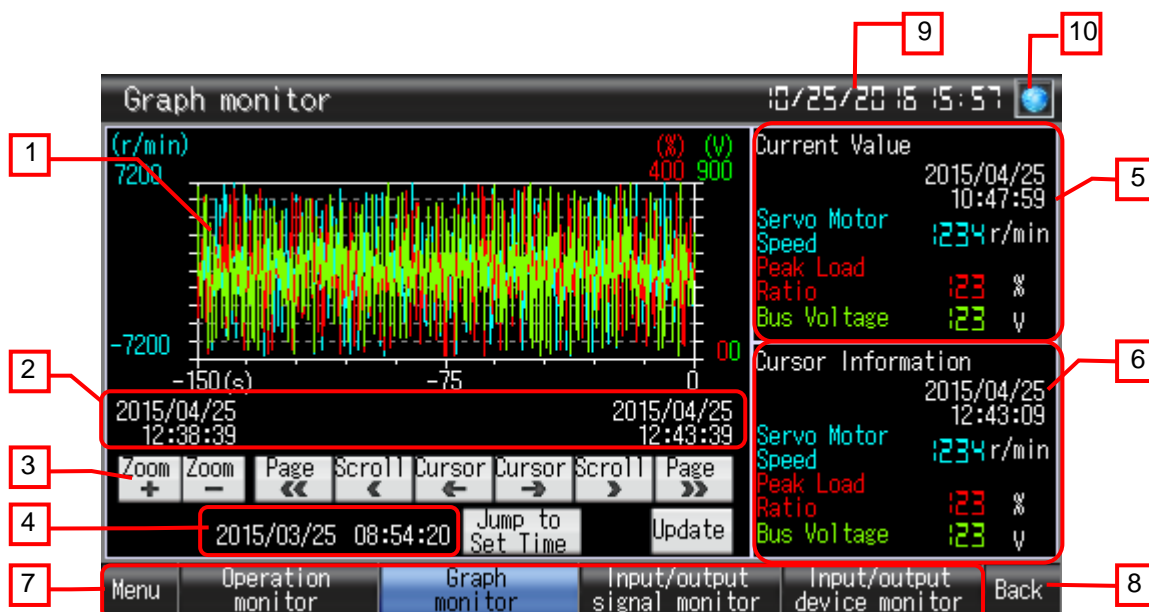 9
10
Graph monitor
10/25/2016 15:57
1
(r/min)
(%) (V)
7200
400 900
-7200
0 0
-150(s) -75 0
2
2015/04/25
12:38:39
2015/04/25
12:43:39
3
Zoom +
Zoom −
Page ≪
Scroll <
Cursor ←
Cursor →
Scroll >
Page ≫
4
2015/03/25 08:54:20
Jump to
Set Time
Update
Current Value
5
2015/04/25
10:47:59
Servo Motor
Speed 1234 r/min
Peak Load
Ratio 123 %
Bus Voltage 123 V
Cursor Information
6
2015/04/25
12:43:09
Servo Motor
Speed 1234 r/min
Peak Load
Ratio 123 %
Bus Voltage 123 V
7
Menu
Operation
monitor
Graph
monitor
Input/output
signal monitor
Input/output
device monitor
Back
8